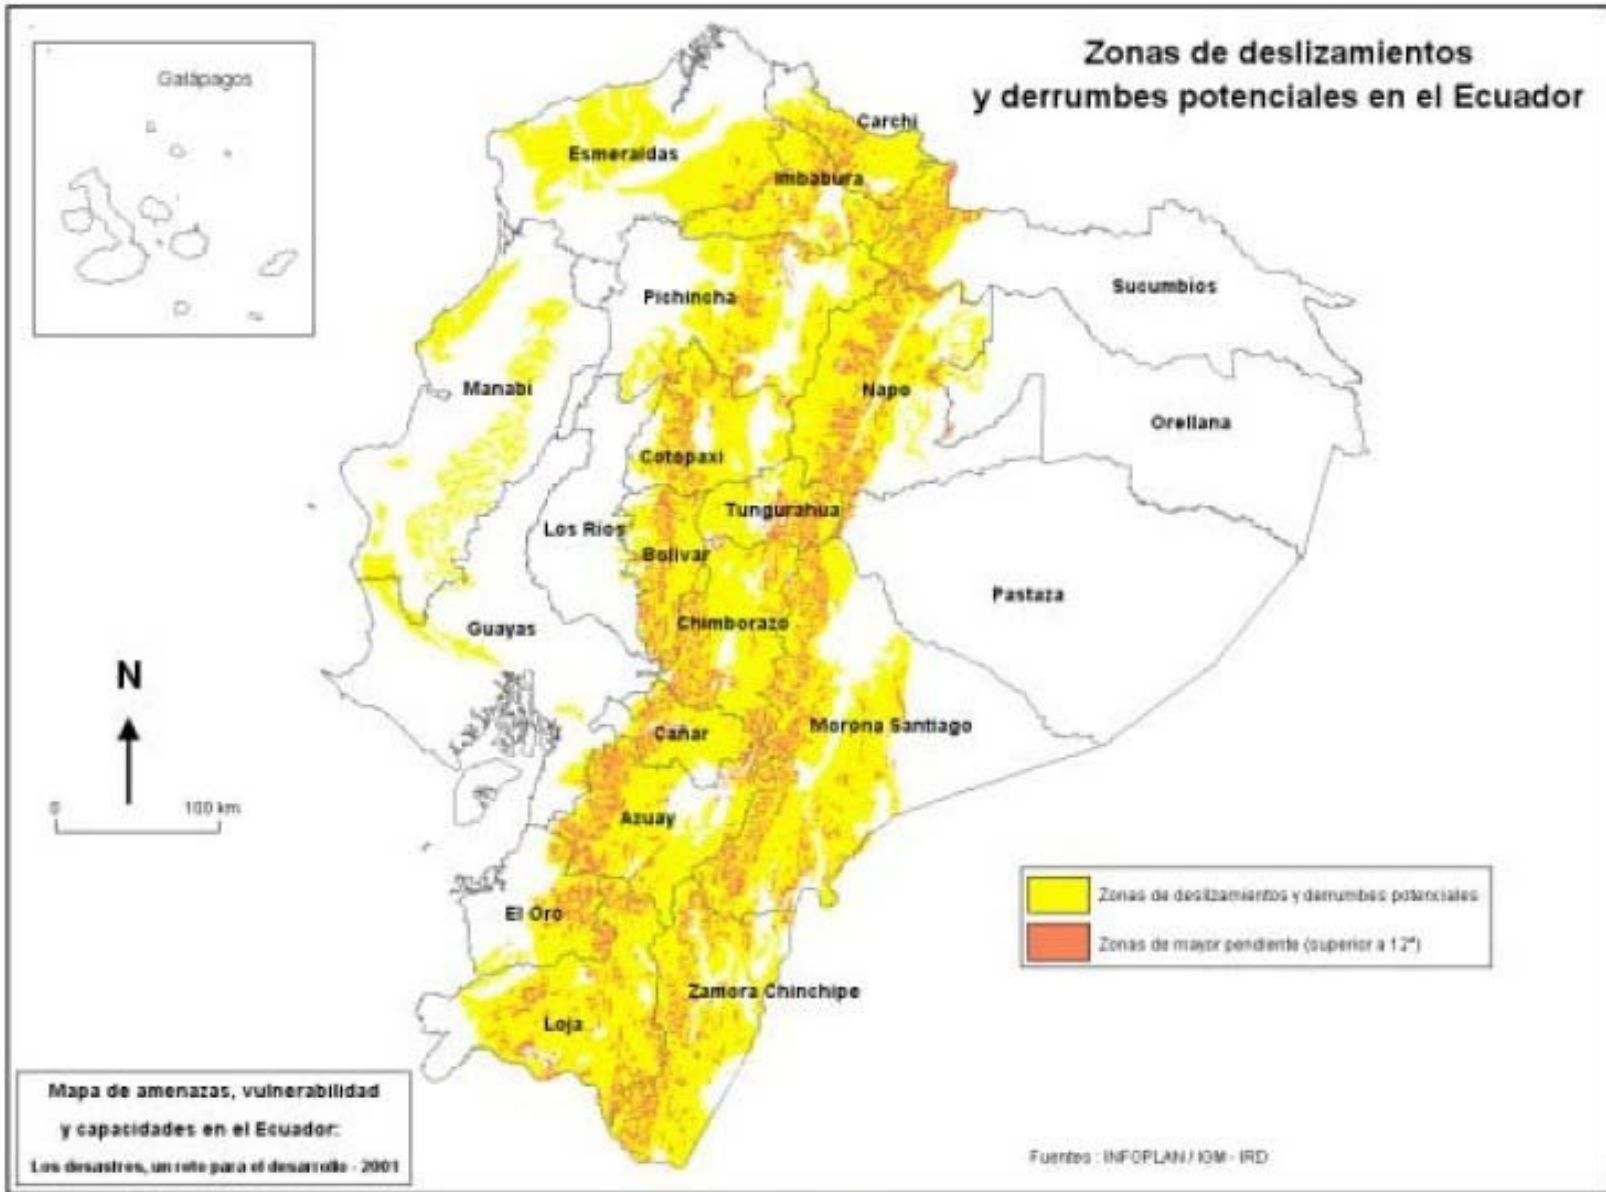 Zonas de deslizamientos
y derrumbes potenciales en el Ecuador
Galápagos
Carchi
Esmeraldas
Imbabura
Sucumbios
Pichincha
Manabi
Napo
Orellana
Cotopaxi
Tungurahua
Los Rios
Bolivar
Pastaza
Chimborazo
Guayas
N
Morona Santiago
Cañar
0 100 km
Azuay
El Oro
Zonas de deslizamientos y derrumbes potenciales
Zonas de mayor pendiente (superior a 12°)
Zamora Chinchipe
Loja
Mapa de amenazas, vulnerabilidad
y capacidades en el Ecuador:
Los desastres, un reto para el desarrollo - 2001
Fuentes : INFOPLAN / IGM - IRD